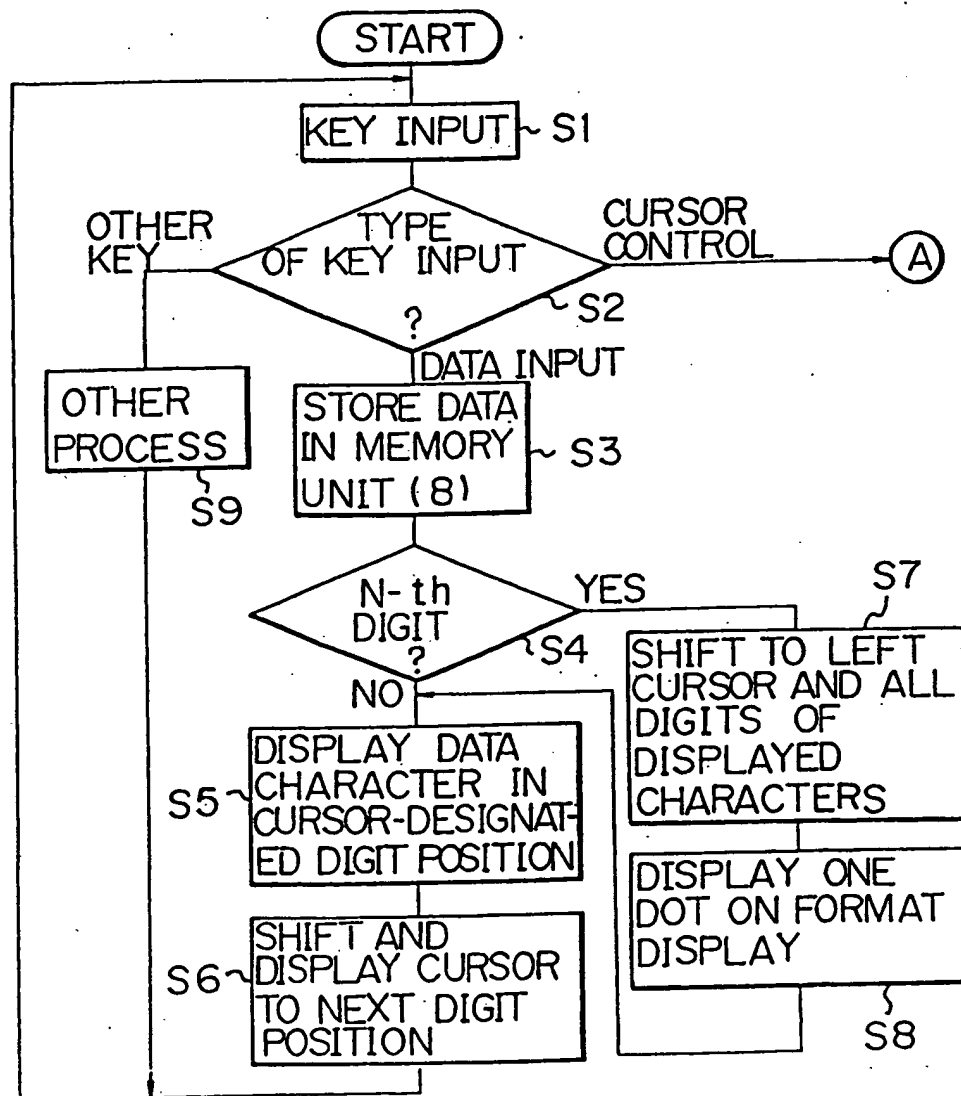 START
KEY INPUT
S1
OTHER
KEY
TYPE
OF KEY INPUT
?
CURSOR
CONTROL
A
S2
DATA INPUT
OTHER
PROCESS
S9
STORE DATA
IN MEMORY
UNIT (8)
S3
N-th
DIGIT
?
YES
S4
NO
S7
SHIFT TO LEFT
CURSOR AND ALL
DIGITS OF
DISPLAYED
CHARACTERS
DISPLAY DATA
CHARACTER IN
CURSOR-DESIGNAT-
ED DIGIT POSITION
S5
DISPLAY ONE
DOT ON FORMAT
DISPLAY
S8
SHIFT AND
DISPLAY CURSOR
TO NEXT DIGIT
POSITION
S6